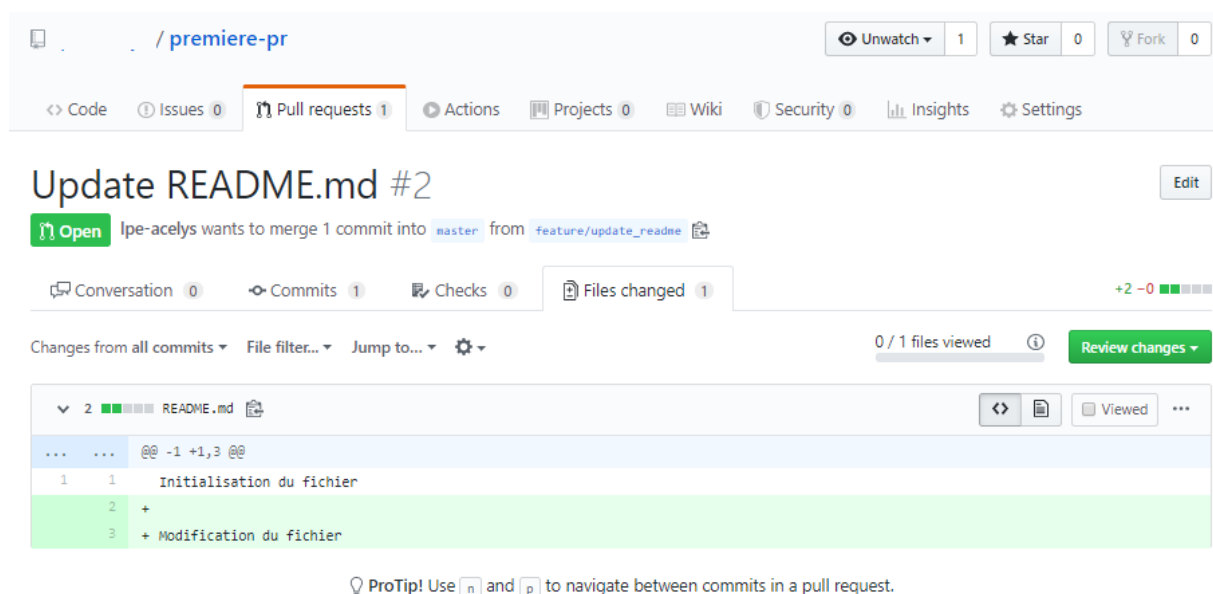 / premiere-pr
Unwatch 1 Star 0 Fork 0
<> Code Issues 0 Pull requests 1 Actions Projects 0 Wiki Security 0 Insights Settings
Update README.md #2
Edit
Open lpe-acelys wants to merge 1 commit into master from feature/update_readme
Conversation 0 Commits 1 Checks 0 Files changed 1 +2 −0
Changes from all commits File filter... Jump to... 0 / 1 files viewed Review changes
2 README.md <> Viewed ...
... ... @@ -1 +1,3 @@
1 1 Initialisation du fichier
2 +
3 + Modification du fichier
ProTip! Use n and p to navigate between commits in a pull request.